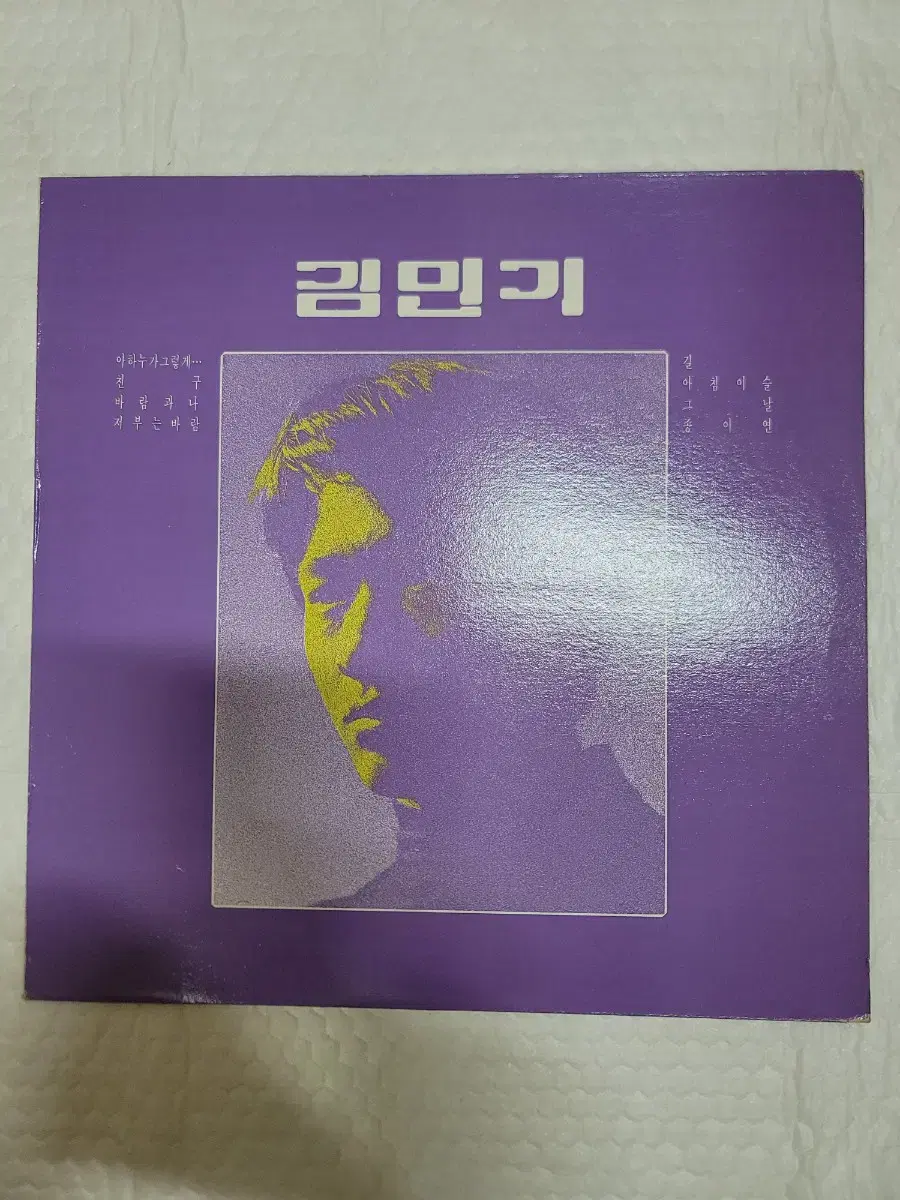 김민기
아하누가그렇게…
친구
바람과나
저부는바람
길
아침이슬
그날
종이연